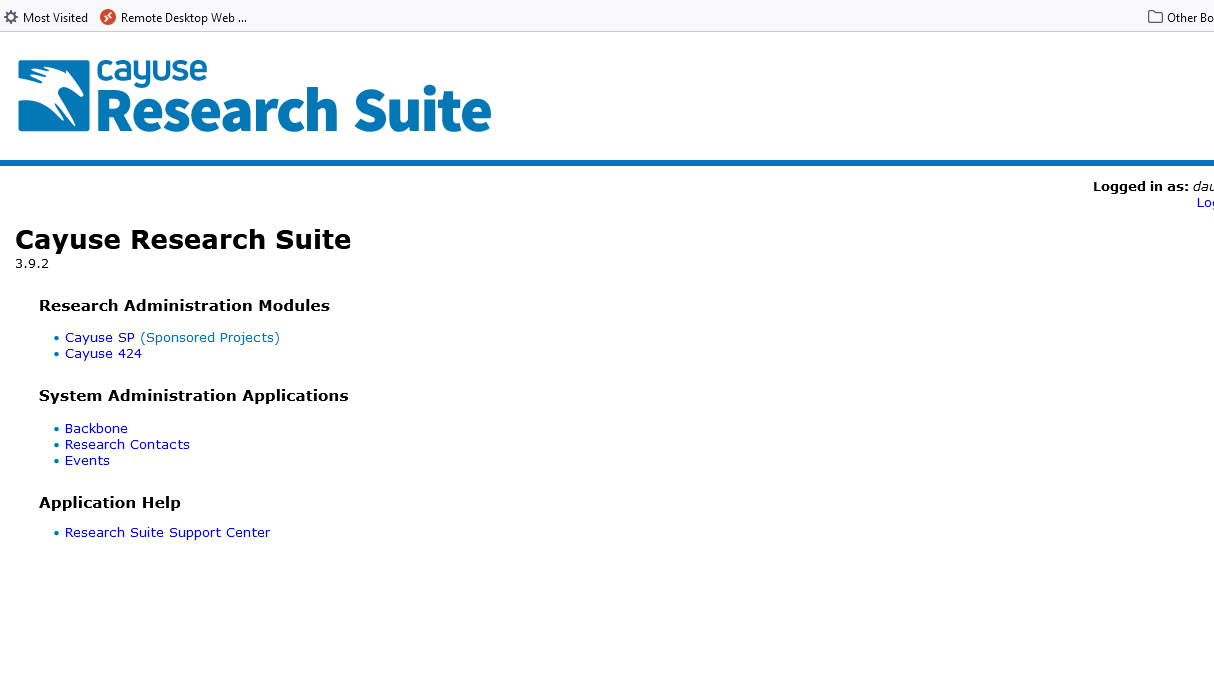 Most Visited Remote Desktop Web ... Other Bo
cayuse
Research Suite
Logged in as: dau
Log
Cayuse Research Suite
3.9.2
Research Administration Modules
• Cayuse SP (Sponsored Projects)
• Cayuse 424
System Administration Applications
• Backbone
• Research Contacts
• Events
Application Help
• Research Suite Support Center